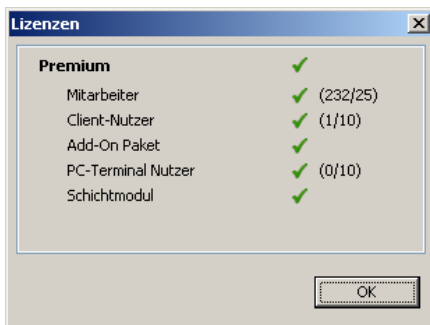 Lizenzen
Premium
Mitarbeiter (232/25)
Client-Nutzer (1/10)
Add-On Paket
PC-Terminal Nutzer (0/10)
Schichtmodul
OK